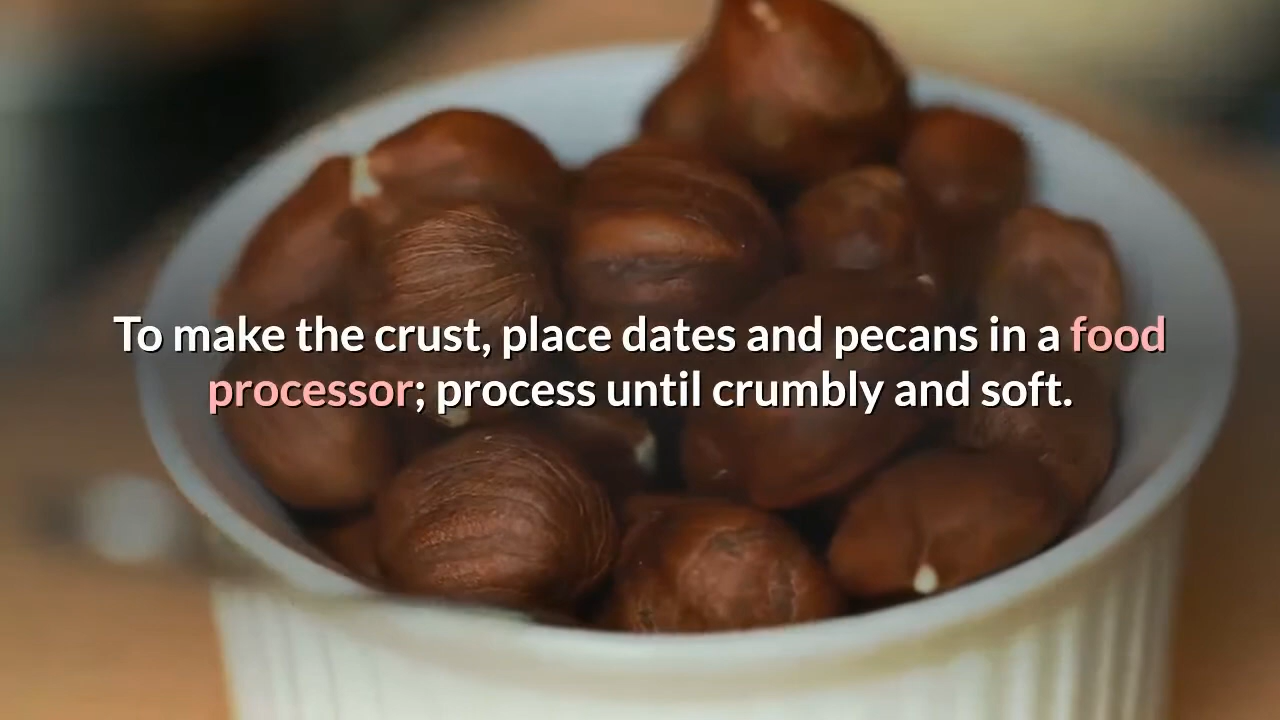 To make the crust, place dates and pecans in a food
processor; process until crumbly and soft.